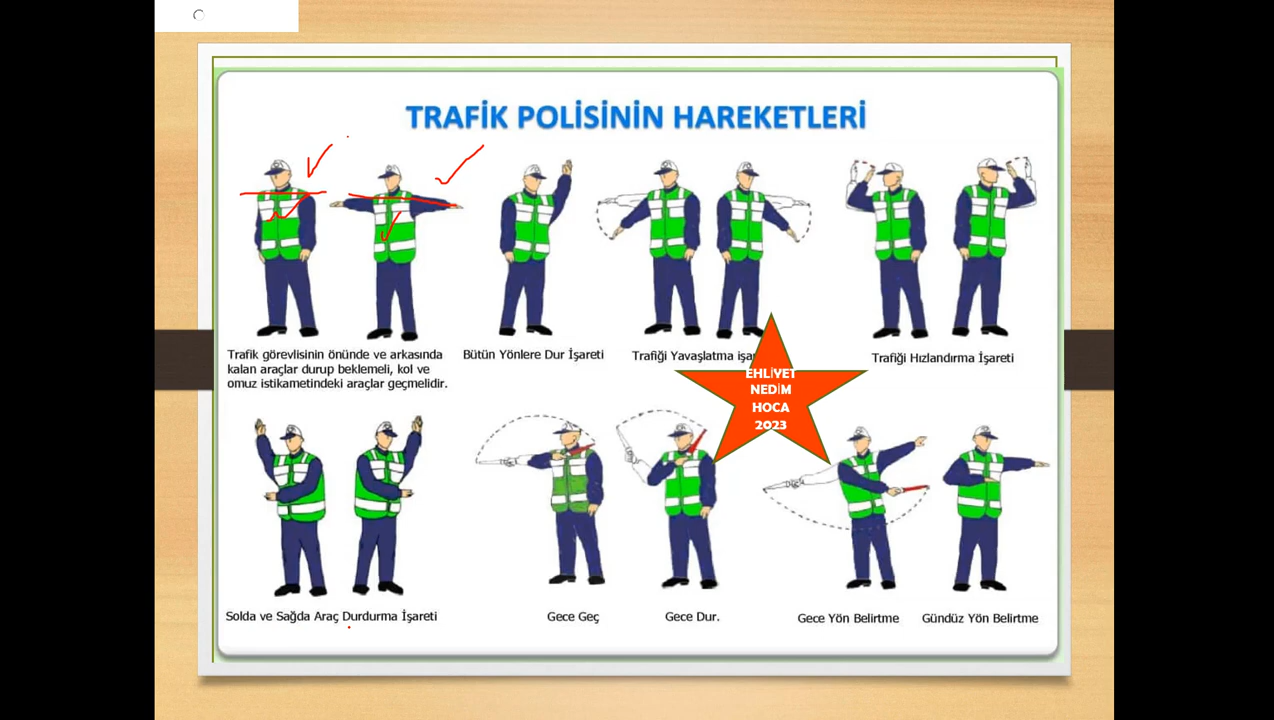 TRAFİK POLİSİNİN HAREKETLERİ
Trafik görevlisinin önünde ve arkasında
kalan araçlar durup beklemeli, kol ve
omuz istikametindeki araçlar geçmelidir.
Bütün Yönlere Dur İşareti
Trafiği Yavaşlatma
Trafiği Hızlandırma İşareti
EHLİYET
NEDİM
HOCA
2023
Solda ve Sağda Araç Durdurma İşareti
Gece Geç
Gece Dur.
Gece Yön Belirtme
Gündüz Yön Belirtme